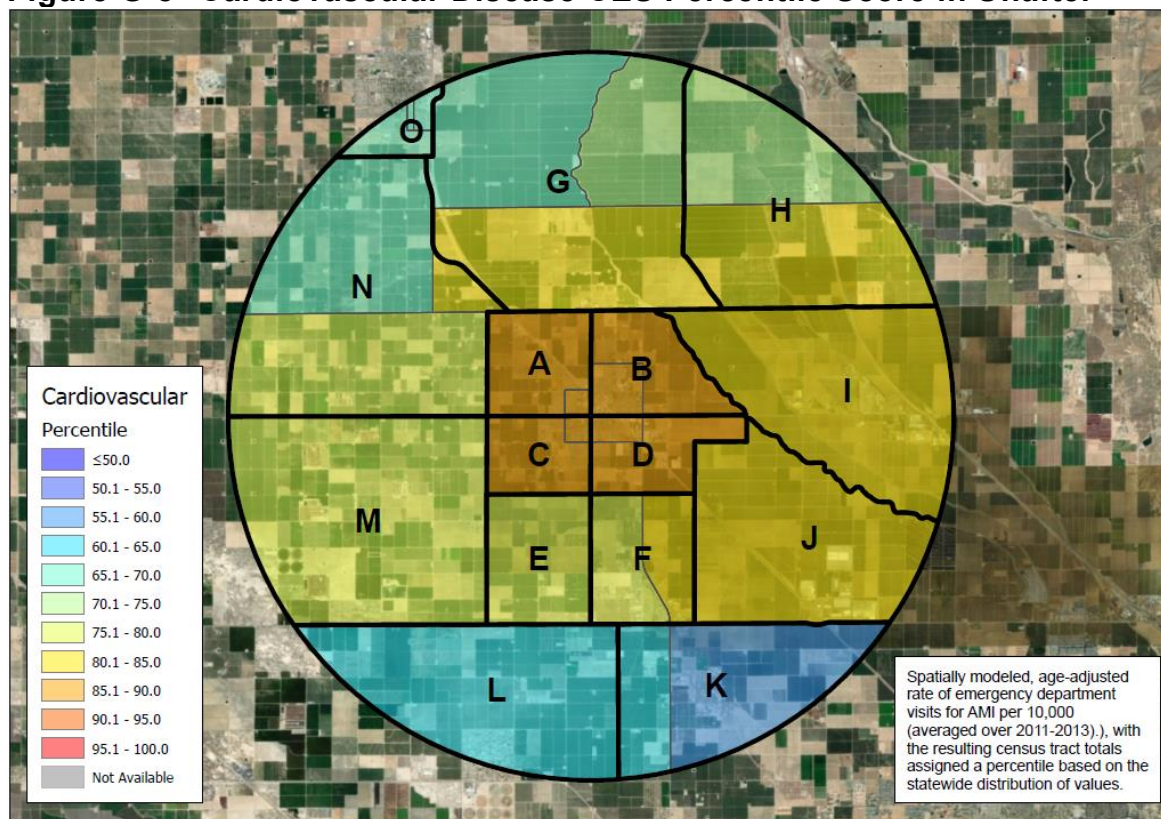 O
G
H
N
A
B
I
C
D
M
E
F
J
L
K
Cardiovascular
Percentile
≤50.0
50.1 - 55.0
55.1 - 60.0
60.1 - 65.0
65.1 - 70.0
70.1 - 75.0
75.1 - 80.0
80.1 - 85.0
85.1 - 90.0
90.1 - 95.0
95.1 - 100.0
Not Available
Spatially modeled, age-adjusted
rate of emergency department
visits for AMI per 10,000
(averaged over 2011-2013).), with
the resulting census tract totals
assigned a percentile based on the
statewide distribution of values.